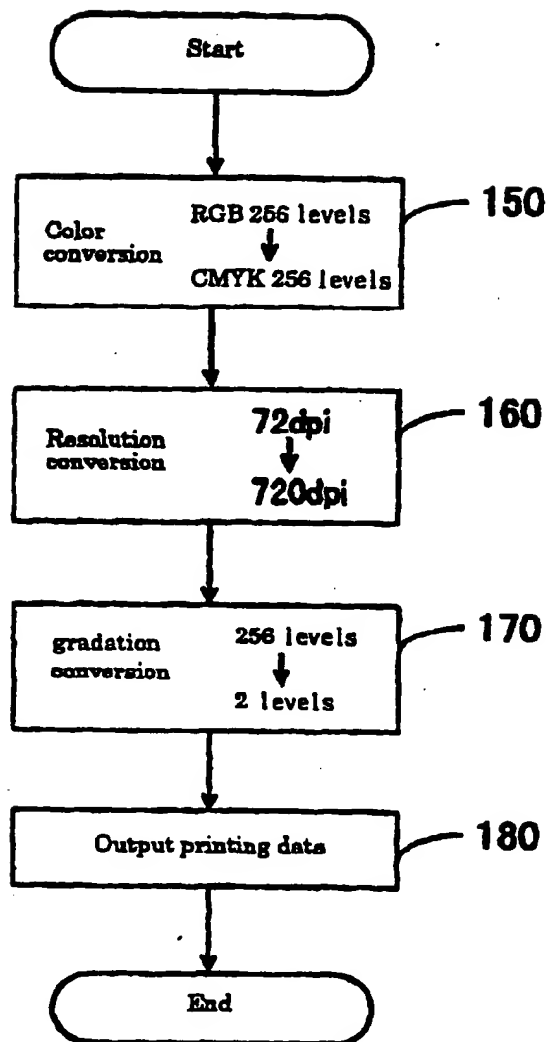 Start
150
Color conversion
RGB 256 levels
CMYK 256 levels
160
Resolution conversion
72dpi
720dpi
170
gradation conversion
256 levels
2 levels
Output printing data
180
End